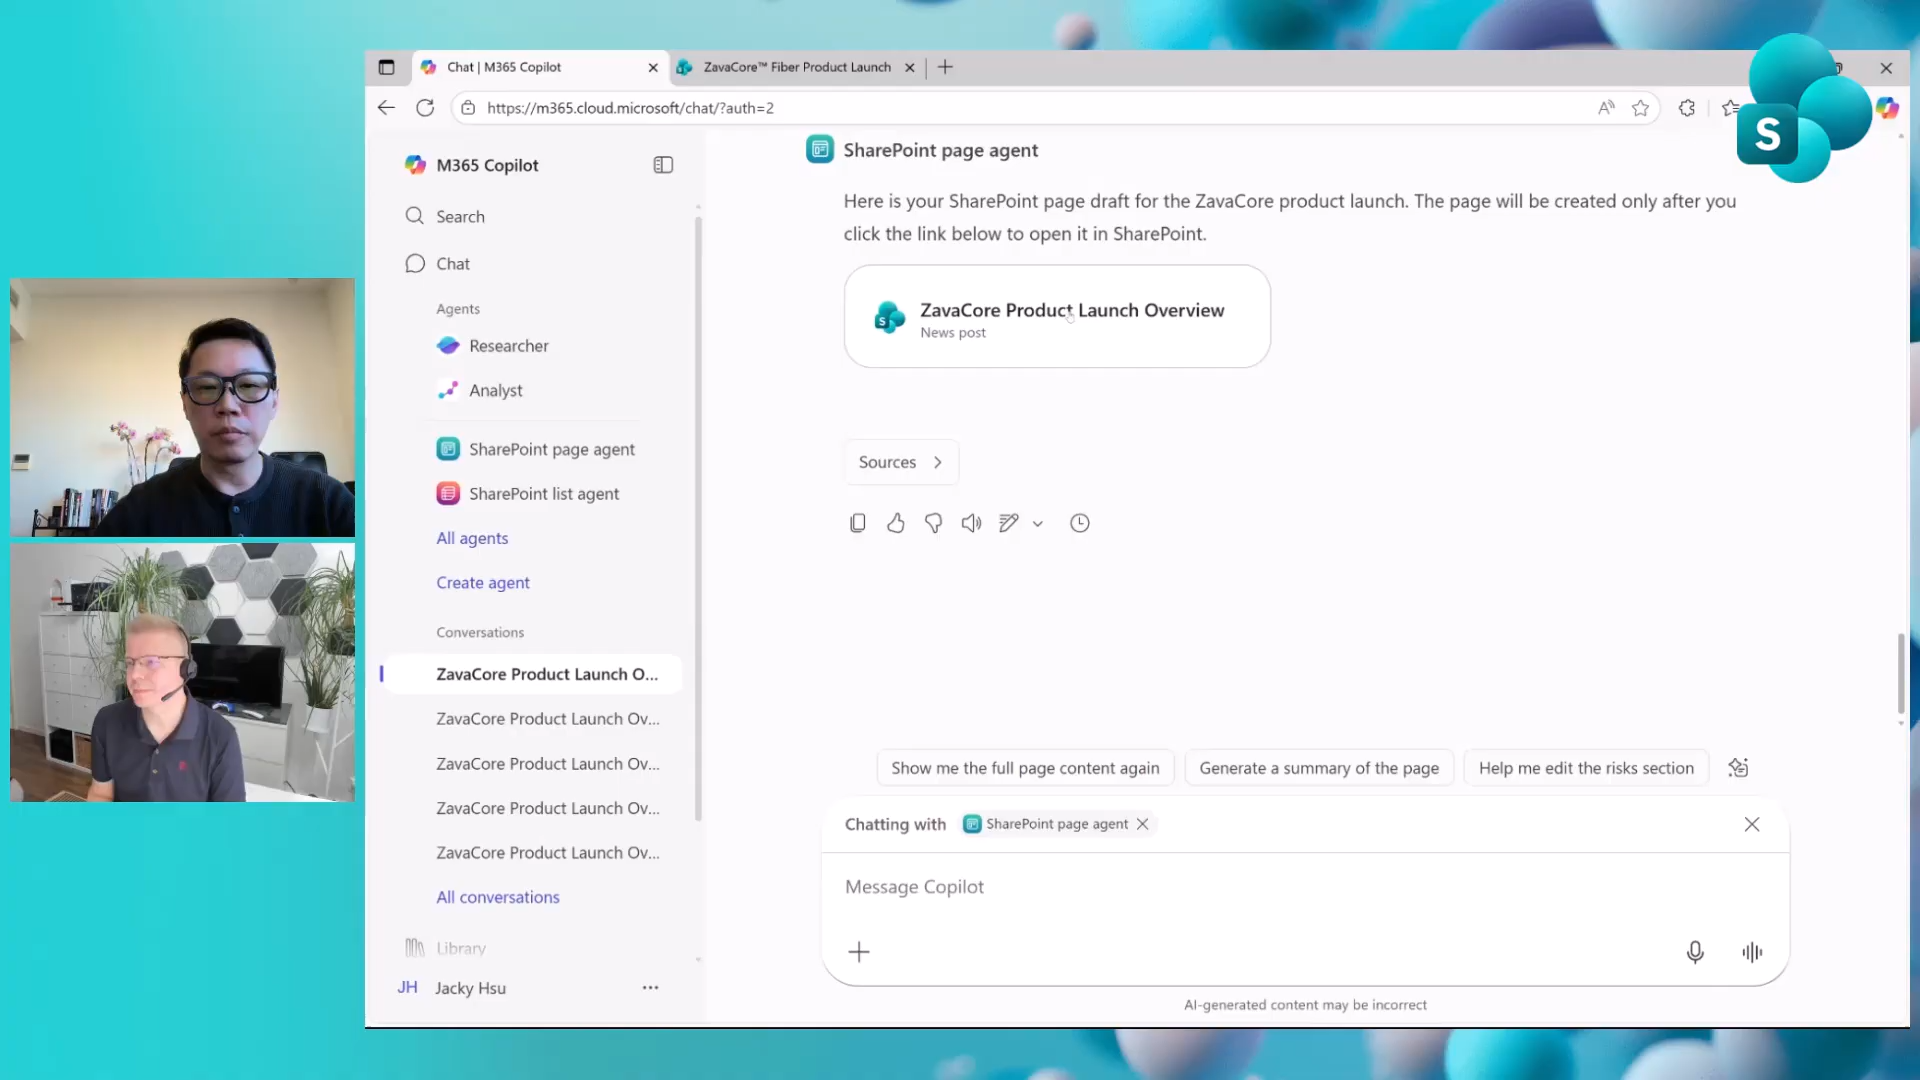 Chat | M365 Copilot
ZavaCore™ Fiber Product Launch
https://m365.cloud.microsoft/chat/?auth=2
M365 Copilot
Search
Chat
Agents
Researcher
Analyst
SharePoint page agent
SharePoint list agent
All agents
Create agent
Conversations
ZavaCore Product Launch O...
ZavaCore Product Launch Ov...
ZavaCore Product Launch Ov...
ZavaCore Product Launch Ov...
ZavaCore Product Launch Ov...
All conversations
Library
JH Jacky Hsu
SharePoint page agent
Here is your SharePoint page draft for the ZavaCore product launch. The page will be created only after you
click the link below to open it in SharePoint.
S
ZavaCore Product Launch Overview
News post
Sources
Show me the full page content again
Generate a summary of the page
Help me edit the risks section
Chatting with SharePoint page agent
Message Copilot
AI-generated content may be incorrect
S